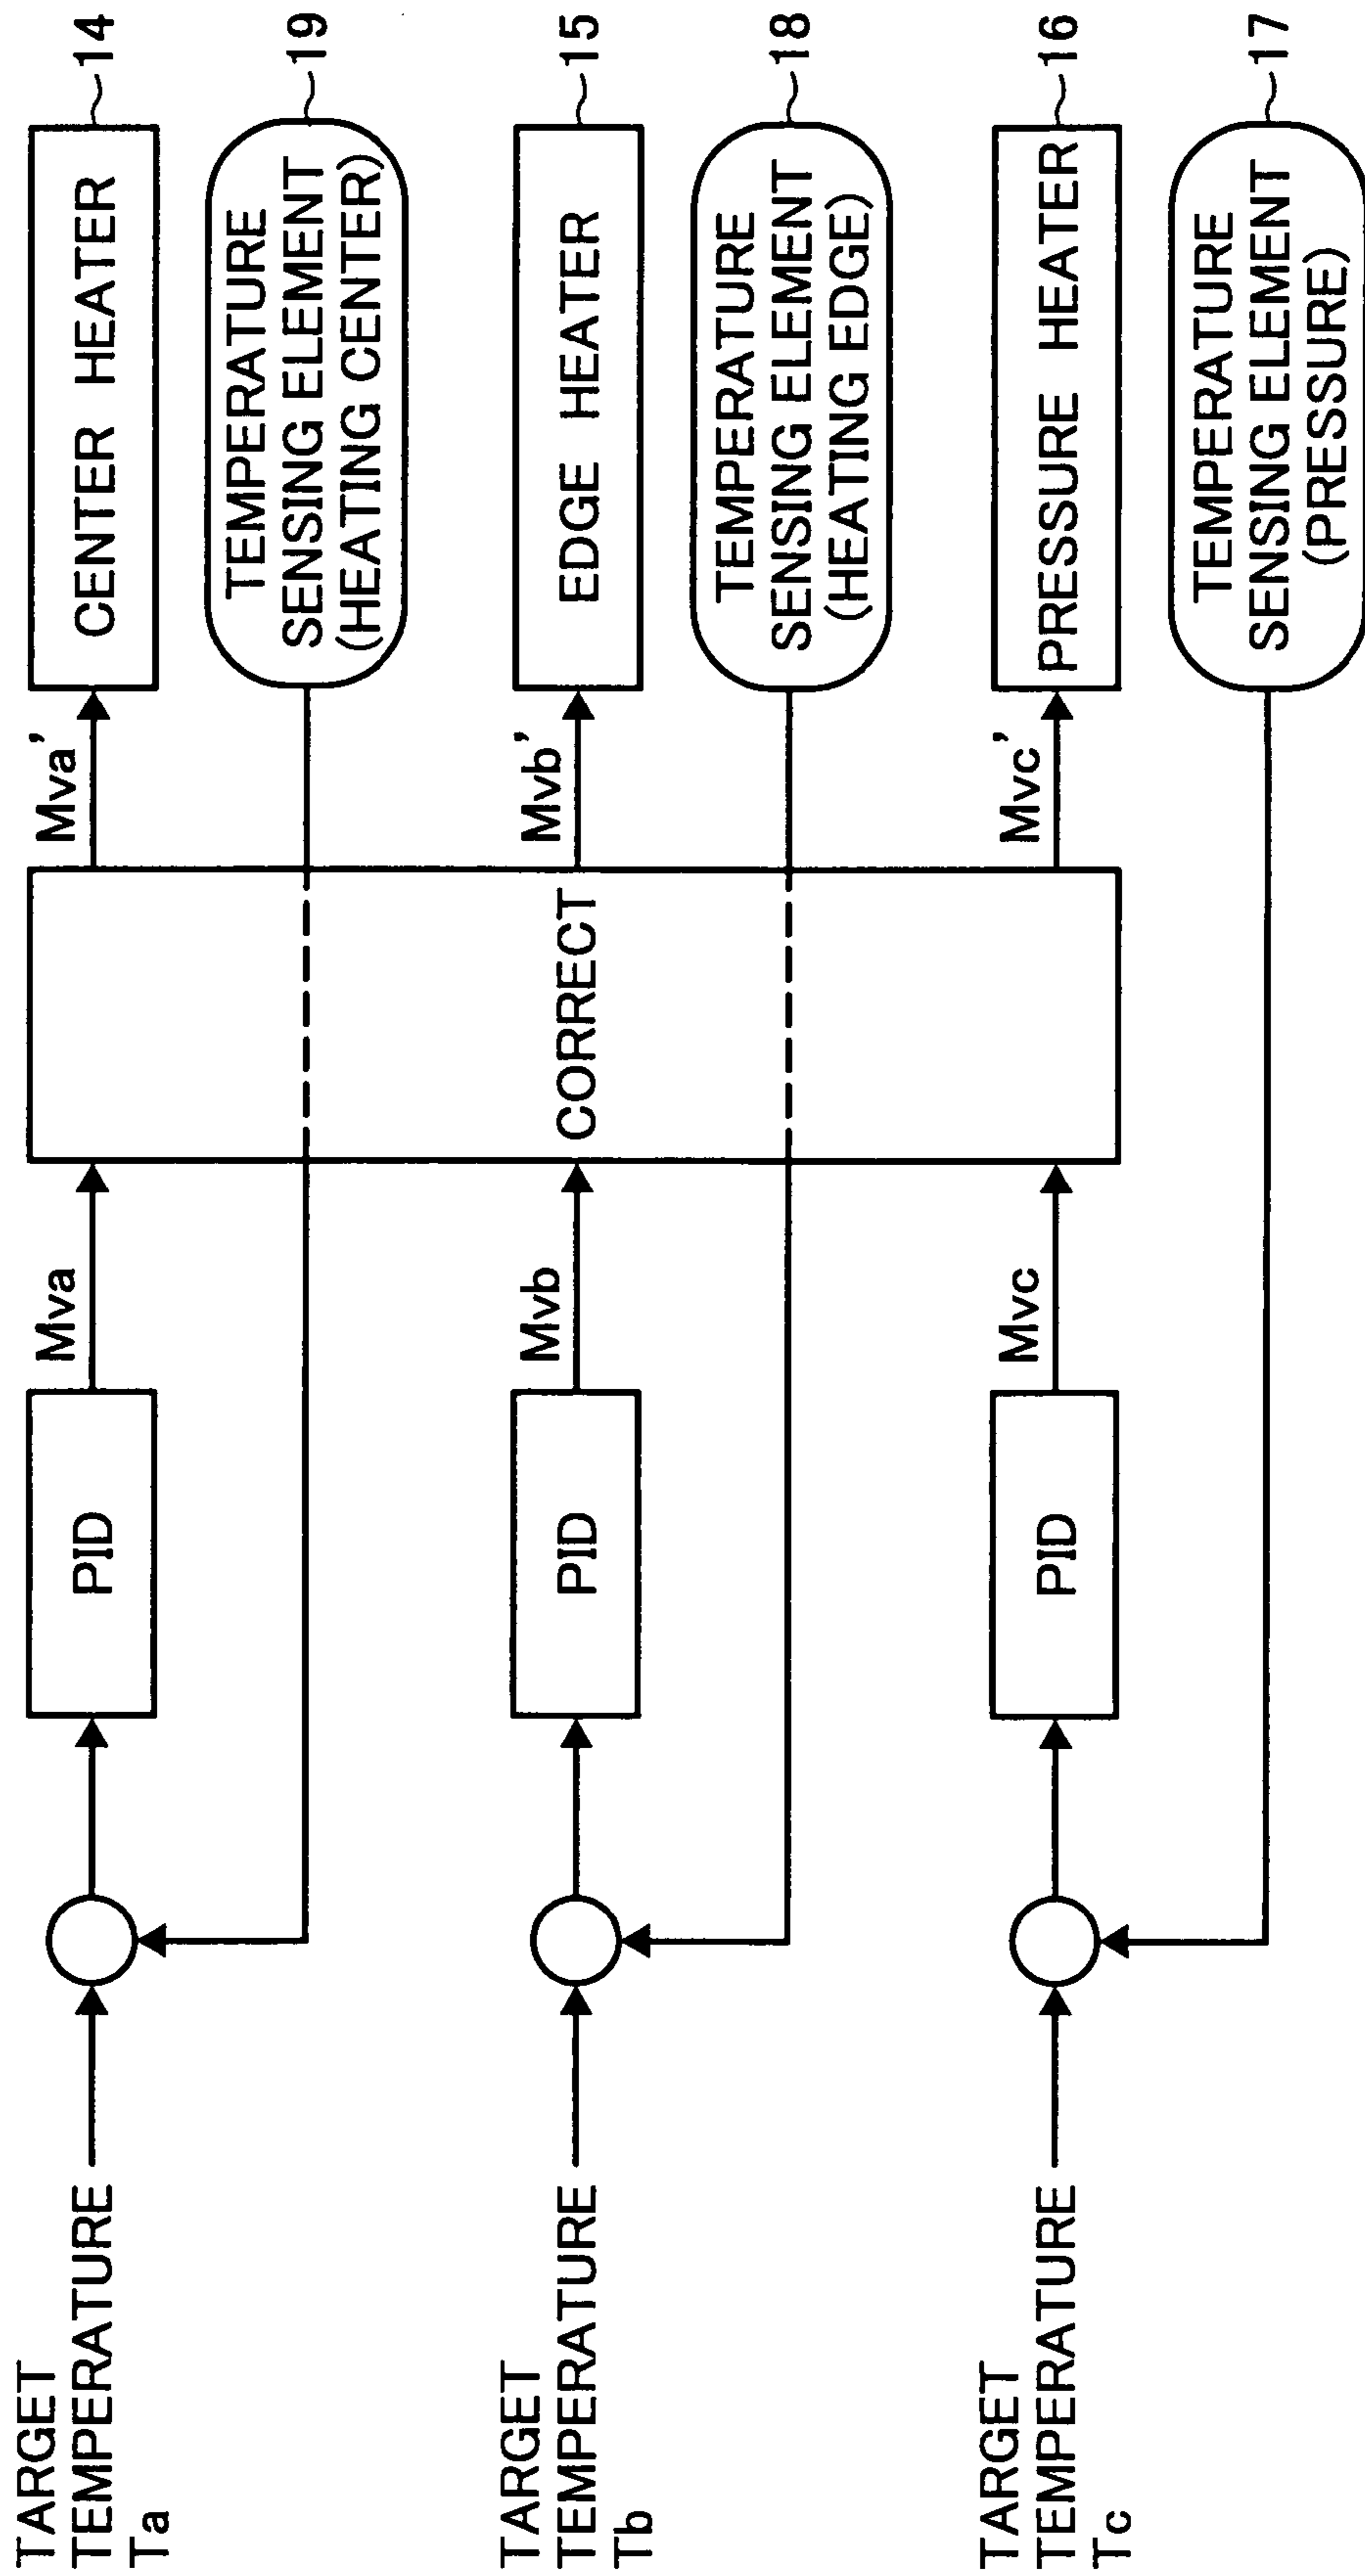 TARGET
TEMPERATURE
Ta
PID
Mva
Mva'
CENTER HEATER
14
TEMPERATURE
SENSING ELEMENT
(HEATING CENTER)
19
TARGET
TEMPERATURE
Tb
PID
Mvb
CORRECT
Mvb'
EDGE HEATER
15
TEMPERATURE
SENSING ELEMENT
(HEATING EDGE)
18
TARGET
TEMPERATURE
Tc
PID
Mvc
Mvc'
PRESSURE HEATER
16
TEMPERATURE
SENSING ELEMENT
(PRESSURE)
17